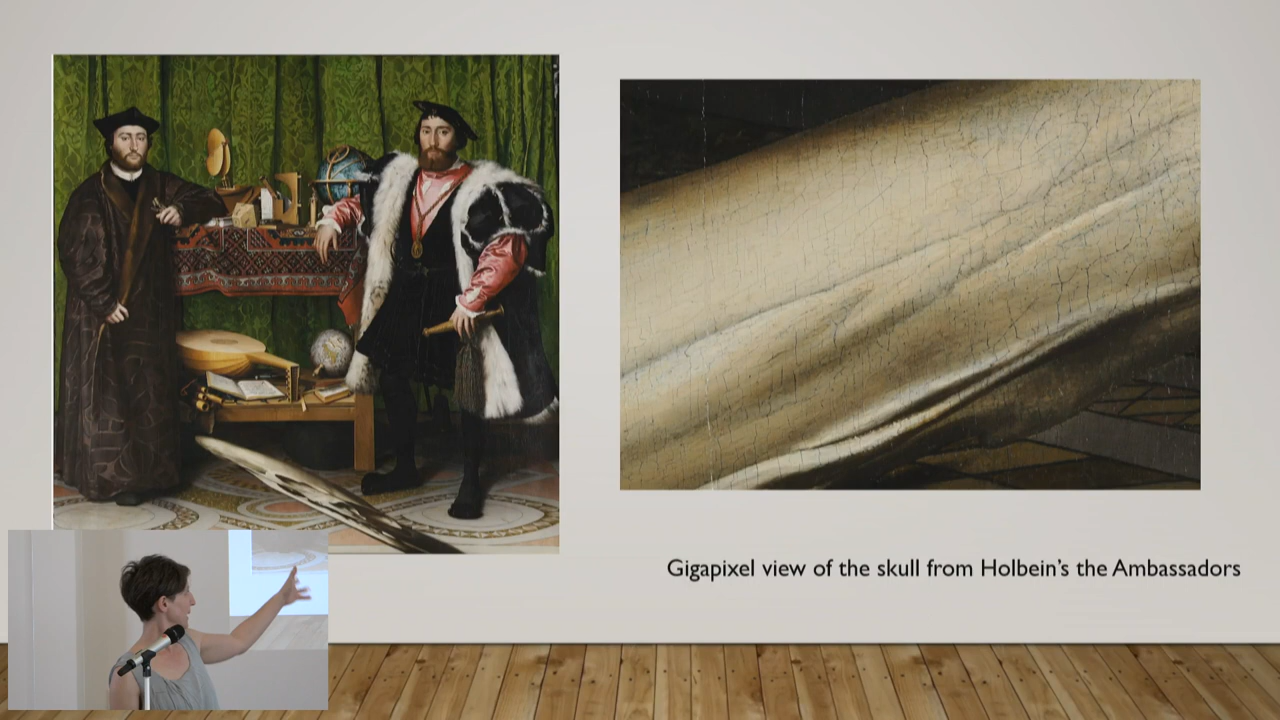 Gigapixel view of the skull from Holbein's the Ambassadors